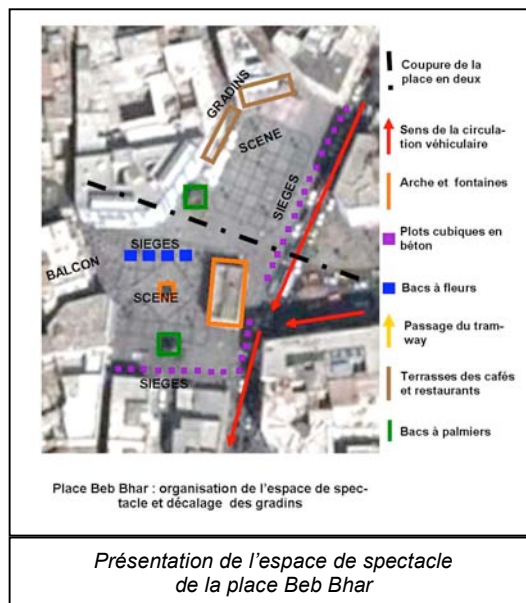 GRADINS
SCENE
SIEGES
SIEGES
BALCON
SCENE
SIEGES
Coupure de la
place en deux
Sens de la circu-
lation véhiculaire
Arche et fontaines
Plots cubiques en
béton
Bacs à fleurs
Passage du tram-
way
Terrasses des cafés
et restaurants
Bacs à palmiers
Place Beb Bhar : organisation de l'espace de spec-
tacle et décalage des gradins
Présentation de l'espace de spectacle
de la place Beb Bhar